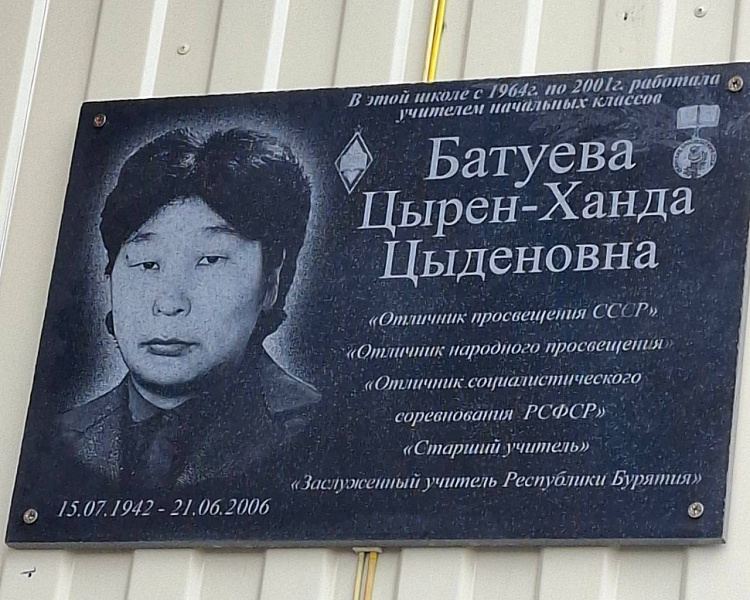 В этой школе с 1964г. по 2001г. работала
учителем начальных классов
Батуева
Цырен-Ханда
Цыденовна
«Отличник просвещения СССР»
«Отличник народного просвещения»
«Отличник социалистического
соревнования РСФСР»
«Старший учитель»
«Заслуженный учитель Республики Бурятия»
15.07.1942 - 21.06.2006